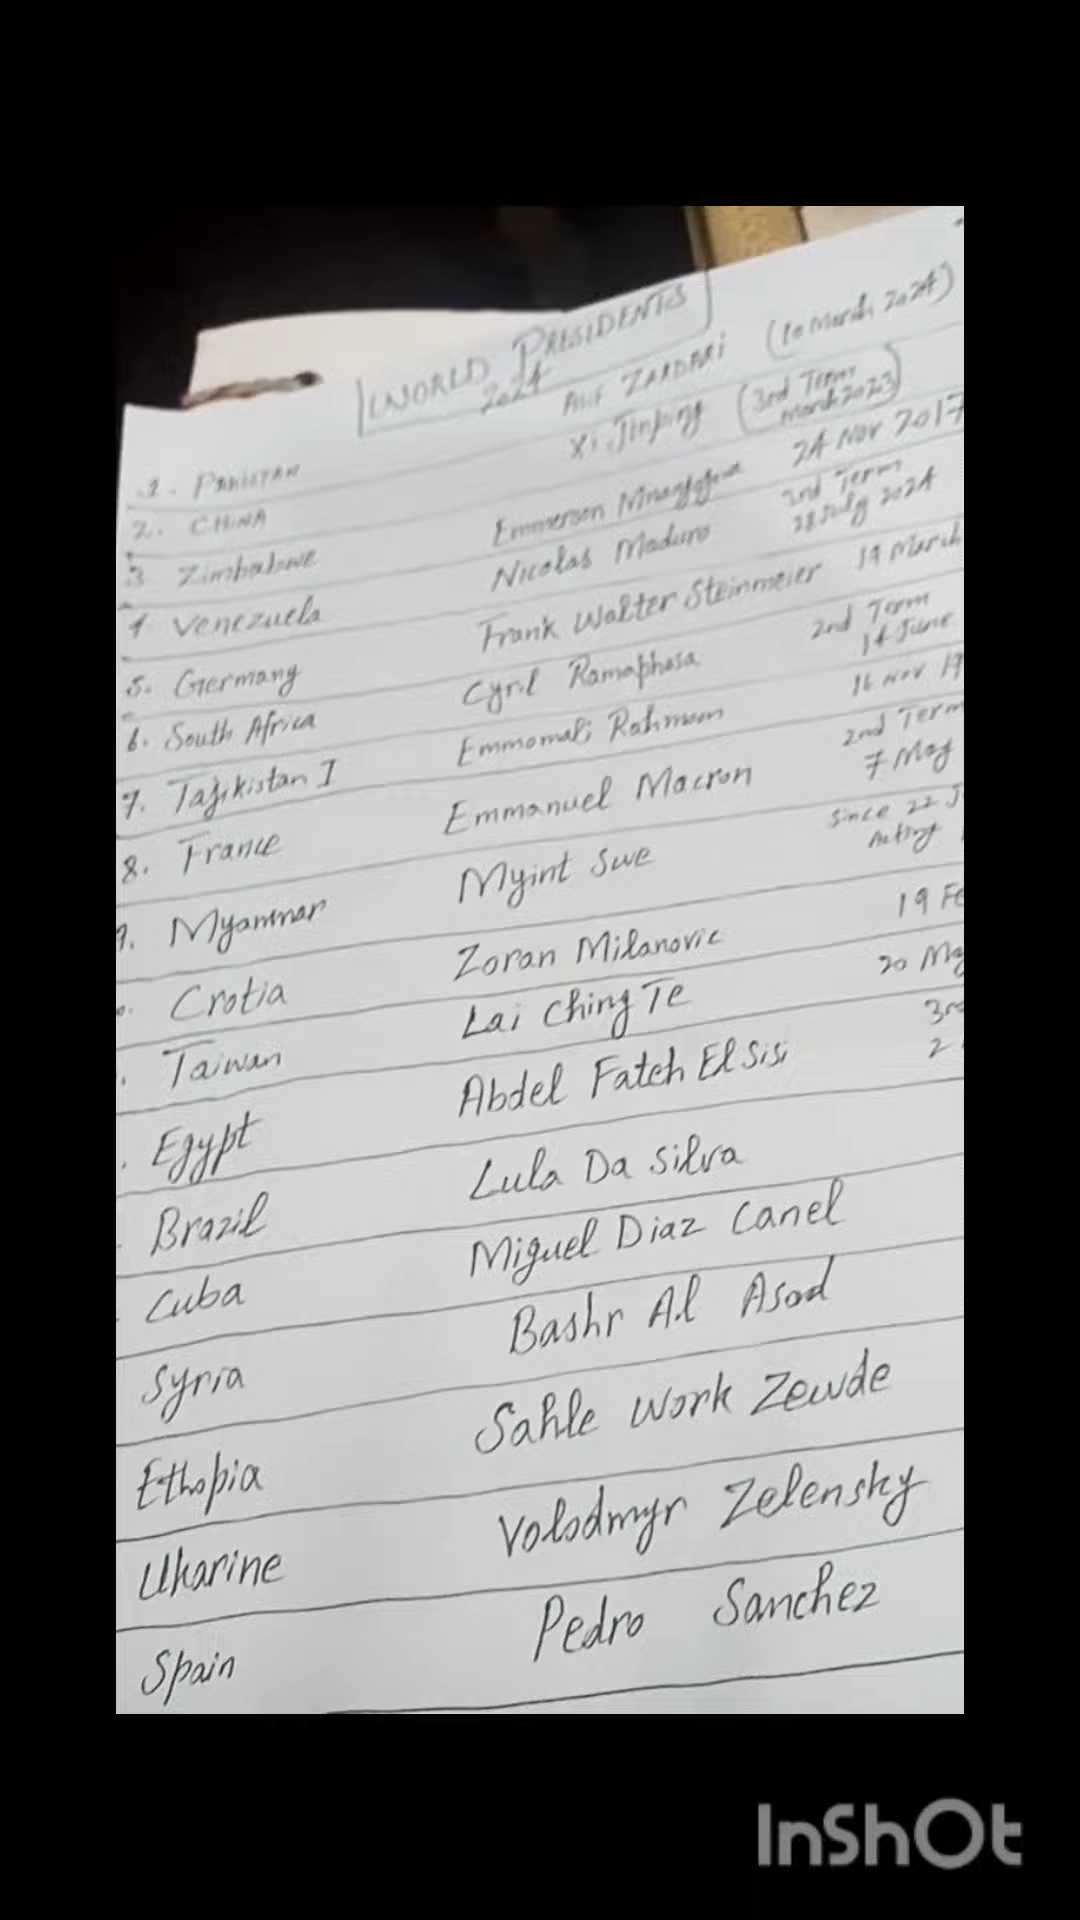 WORLD PRESIDENTS
2024
1. PAKISTAN Asif ZARDARI (10 March 2024)
2. CHINA Xi Jinping (3rd Term March 2023)
3 Zimbabwe Emmerson Mnangagwa 24 Nov 2017
4. Venezuela Nicolas Maduro 3rd Term 28 July 2024
5. Germany Frank Walter Steinmeier 19 March
6. South Africa Cyril Ramaphosa 2nd Term 14 June
7. Tajikistan I Emmomali Rahmon 16 Nov 19
8. France Emmanuel Macron 2nd Term 7 May
9. Myanmar Myint Swe Since 22 J Acting
Crotia Zoran Milanovic 19 Fe
Taiwan Lai Ching Te 20 May
Egypt Abdel Fateh El Sisi 3rd 2
Brazil Lula Da Silva
Cuba Miguel Diaz Canel
Syria Bashr Al Asad
Ethopia Sahle Work Zewde
Ukarine Volodmyr Zelensky
Spain Pedro Sanchez
InShOt